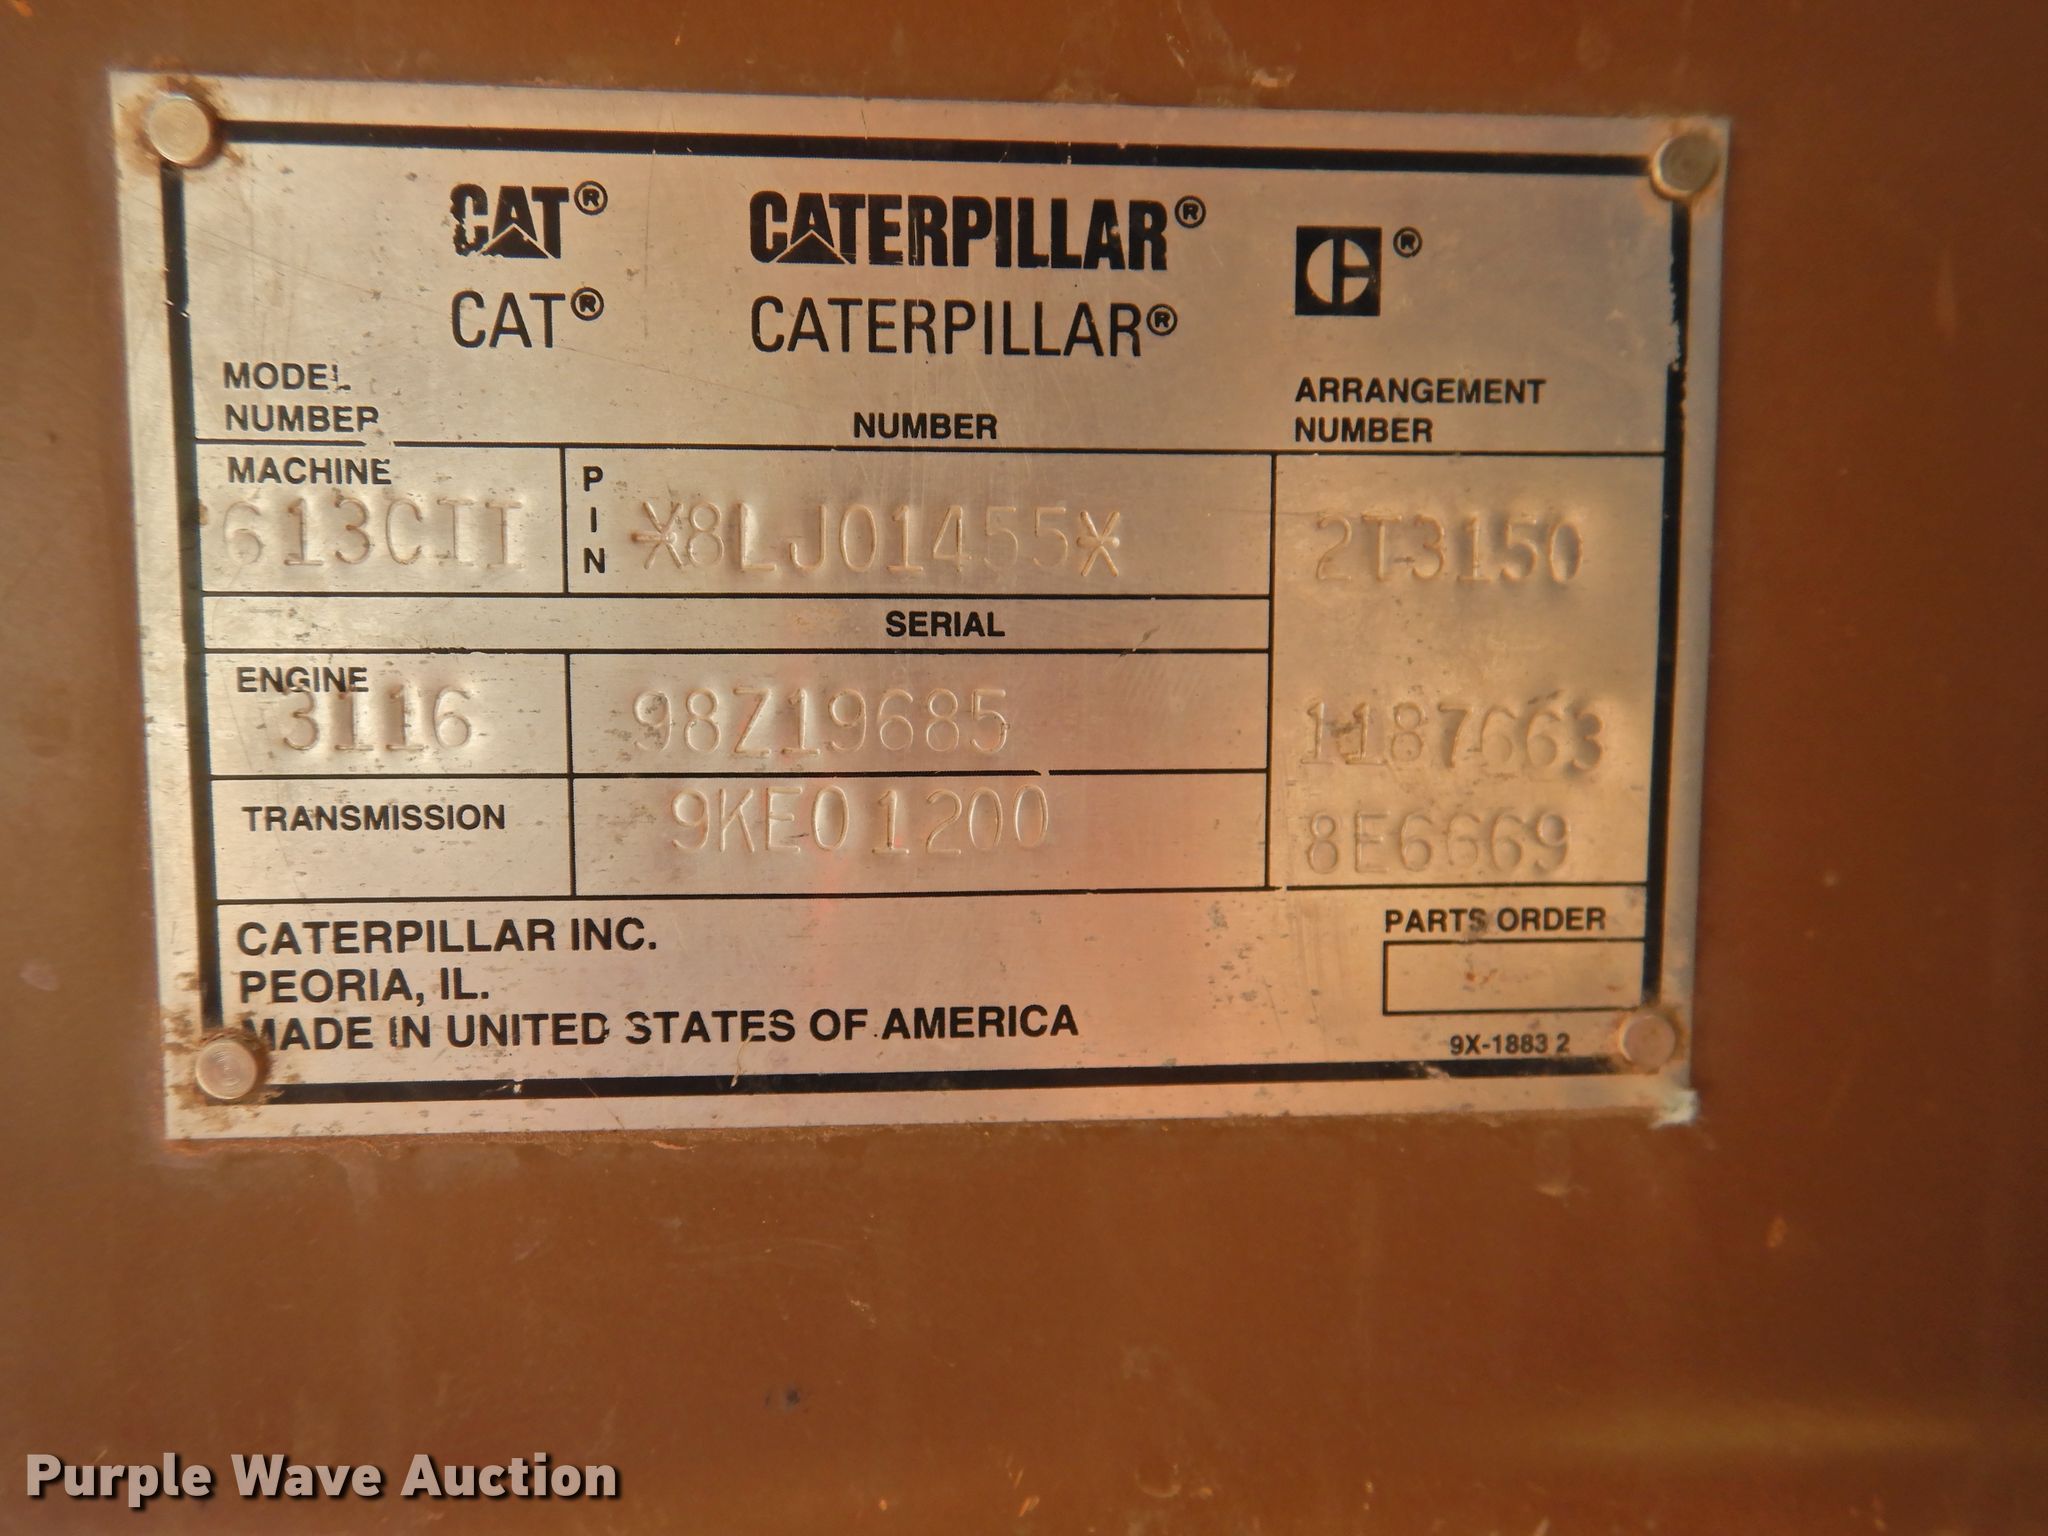 CAT® CATERPILLAR® ®
CAT® CATERPILLAR®
MODEL
NUMBER
NUMBER
ARRANGEMENT
NUMBER
MACHINE
613CII
PIN
*8LJ01455*
2T3150
SERIAL
ENGINE
3116
98Z19685
1187663
TRANSMISSION
9KE01200
8E6669
CATERPILLAR INC.
PEORIA, IL.
MADE IN UNITED STATES OF AMERICA
PARTS ORDER
9X-1883 2
Purple Wave Auction